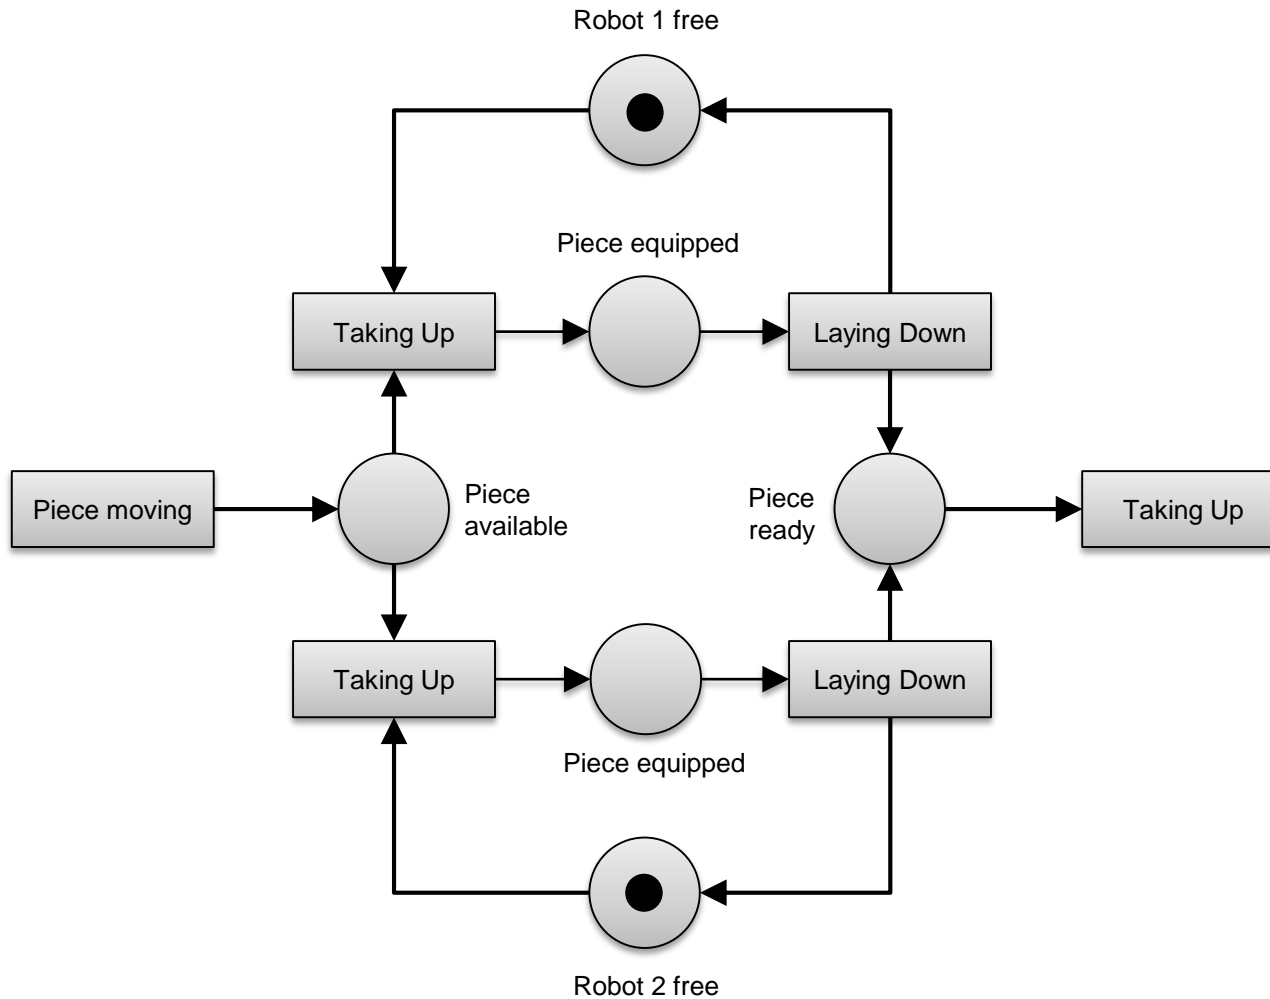 Robot 1 free
Piece equipped
Taking Up
Laying Down
Piece moving
Piece
available
Piece
ready
Taking Up
Taking Up
Laying Down
Piece equipped
Robot 2 free